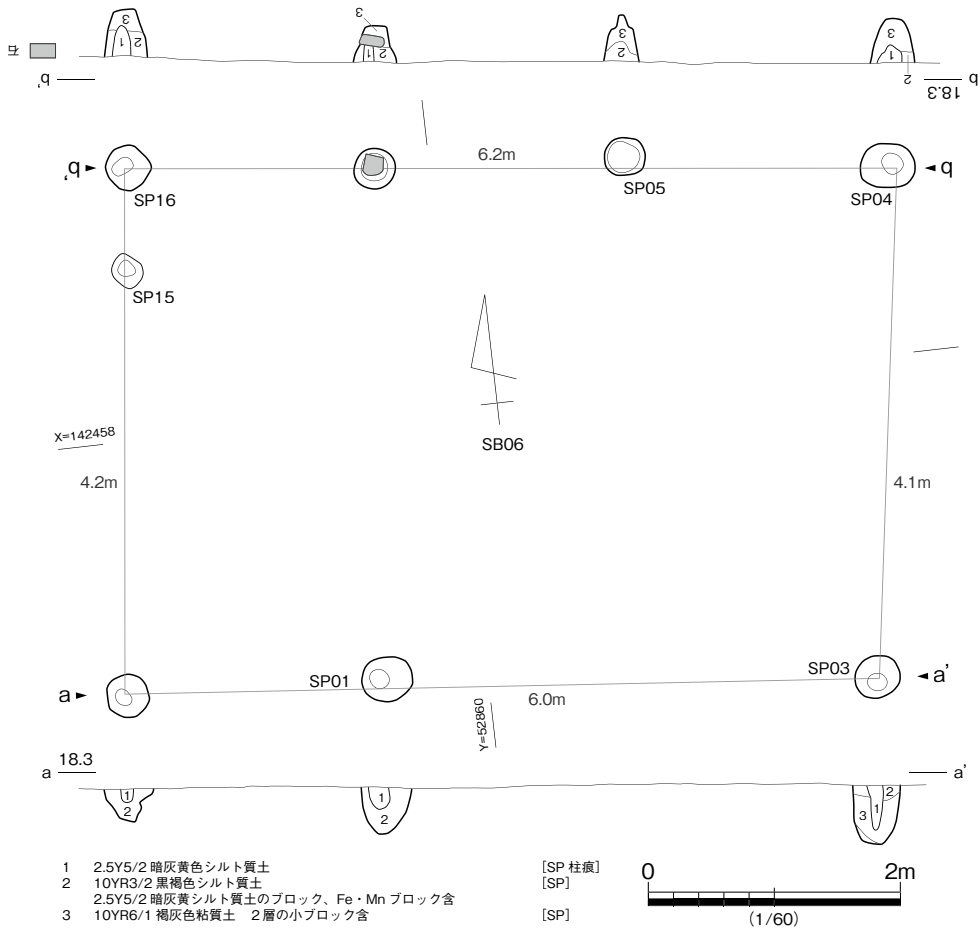 3
3
3
3
1
2
1
2
2
1
2
石
b'
18.3
b
6.2m
b'
b
SP16
SP05
SP04
SP15
X=142458
SB06
4.2m
4.1m
SP01
SP03
a
a'
6.0m
Y=52860
a
18.3
a'
1
2
1
2
2
1
3
1 2.5Y5/2 暗灰黄色シルト質土 [SP 柱痕]
2 10YR3/2 黒褐色シルト質土 [SP]
2.5Y5/2 暗灰黄シルト質土のブロック、Fe・Mn ブロック含
3 10YR6/1 褐灰色粘質土 2層の小ブロック含 [SP]
0 2m
(1/60)